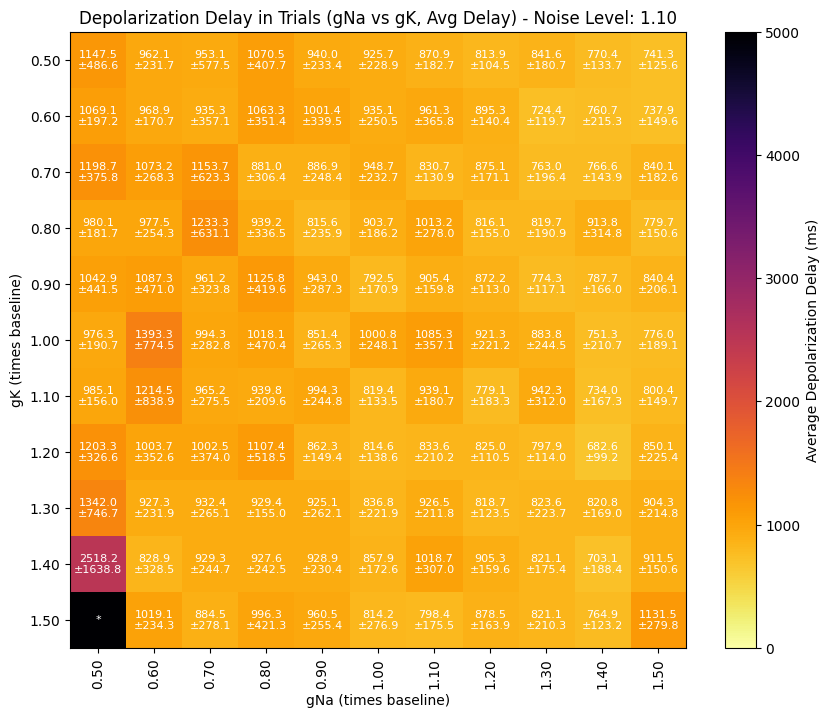 Depolarization Delay in Trials (gNa vs gK, Avg Delay) - Noise Level: 1.10
0.50 1147.5 962.1 953.1 1070.5 940.0 925.7 870.9 813.9 841.6 770.4 741.3
±486.6 ±231.7 ±577.5 ±407.7 ±233.4 ±228.9 ±182.7 ±104.5 ±180.7 ±133.7 ±125.6
0.60 1069.1 968.9 935.3 1063.3 1001.4 935.1 961.3 895.3 724.4 760.7 737.9
±197.2 ±170.7 ±357.1 ±351.4 ±339.5 ±250.5 ±365.8 ±140.4 ±119.7 ±215.3 ±149.6
0.70 1198.7 1073.2 1153.7 881.0 886.9 948.7 830.7 875.1 763.0 766.6 840.1
±375.8 ±268.3 ±623.3 ±306.4 ±248.4 ±232.7 ±130.9 ±171.1 ±196.4 ±143.9 ±182.6
0.80 980.1 977.5 1233.3 939.2 815.6 903.7 1013.2 816.1 819.7 913.8 779.7
±181.7 ±254.3 ±631.1 ±336.5 ±235.9 ±186.2 ±278.0 ±155.0 ±190.9 ±314.8 ±150.6
0.90 1042.9 1087.3 961.2 1125.8 943.0 792.5 905.4 872.2 774.3 787.7 840.4
±441.5 ±471.0 ±323.8 ±419.6 ±287.3 ±170.9 ±159.8 ±113.0 ±117.1 ±166.0 ±206.1
1.00 976.3 1393.3 994.3 1018.1 851.4 1000.8 1085.3 921.3 883.8 751.3 776.0
±190.7 ±774.5 ±282.8 ±470.4 ±265.3 ±248.1 ±357.1 ±221.2 ±244.5 ±210.7 ±189.1
1.10 985.1 1214.5 965.2 939.8 994.3 819.4 939.1 779.1 942.3 734.0 800.4
±156.0 ±838.9 ±275.5 ±209.6 ±244.8 ±133.5 ±180.7 ±183.3 ±312.0 ±167.3 ±149.7
1.20 1203.3 1003.7 1002.5 1107.4 862.3 814.6 833.6 825.0 797.9 682.6 850.1
±326.6 ±352.6 ±374.0 ±518.5 ±149.4 ±138.6 ±210.2 ±110.5 ±114.0 ±99.2 ±225.4
1.30 1342.0 927.3 932.4 929.4 925.1 836.8 926.5 818.7 823.6 820.8 904.3
±746.7 ±231.9 ±265.1 ±155.0 ±262.1 ±221.9 ±211.8 ±123.5 ±223.7 ±169.0 ±214.8
1.40 2518.2 828.9 929.3 927.6 928.9 857.9 1018.7 905.3 821.1 703.1 911.5
±1638.8 ±328.5 ±244.7 ±242.5 ±230.4 ±172.6 ±307.0 ±159.6 ±175.4 ±188.4 ±150.6
1.50 * 1019.1 884.5 996.3 960.5 814.2 798.4 878.5 821.1 764.9 1131.5
±234.3 ±278.1 ±421.3 ±255.4 ±276.9 ±175.5 ±163.9 ±210.3 ±123.2 ±279.8
0.50 0.60 0.70 0.80 0.90 1.00 1.10 1.20 1.30 1.40 1.50
gNa (times baseline)
gK (times baseline)
5000
4000
3000
2000
1000
0
Average Depolarization Delay (ms)